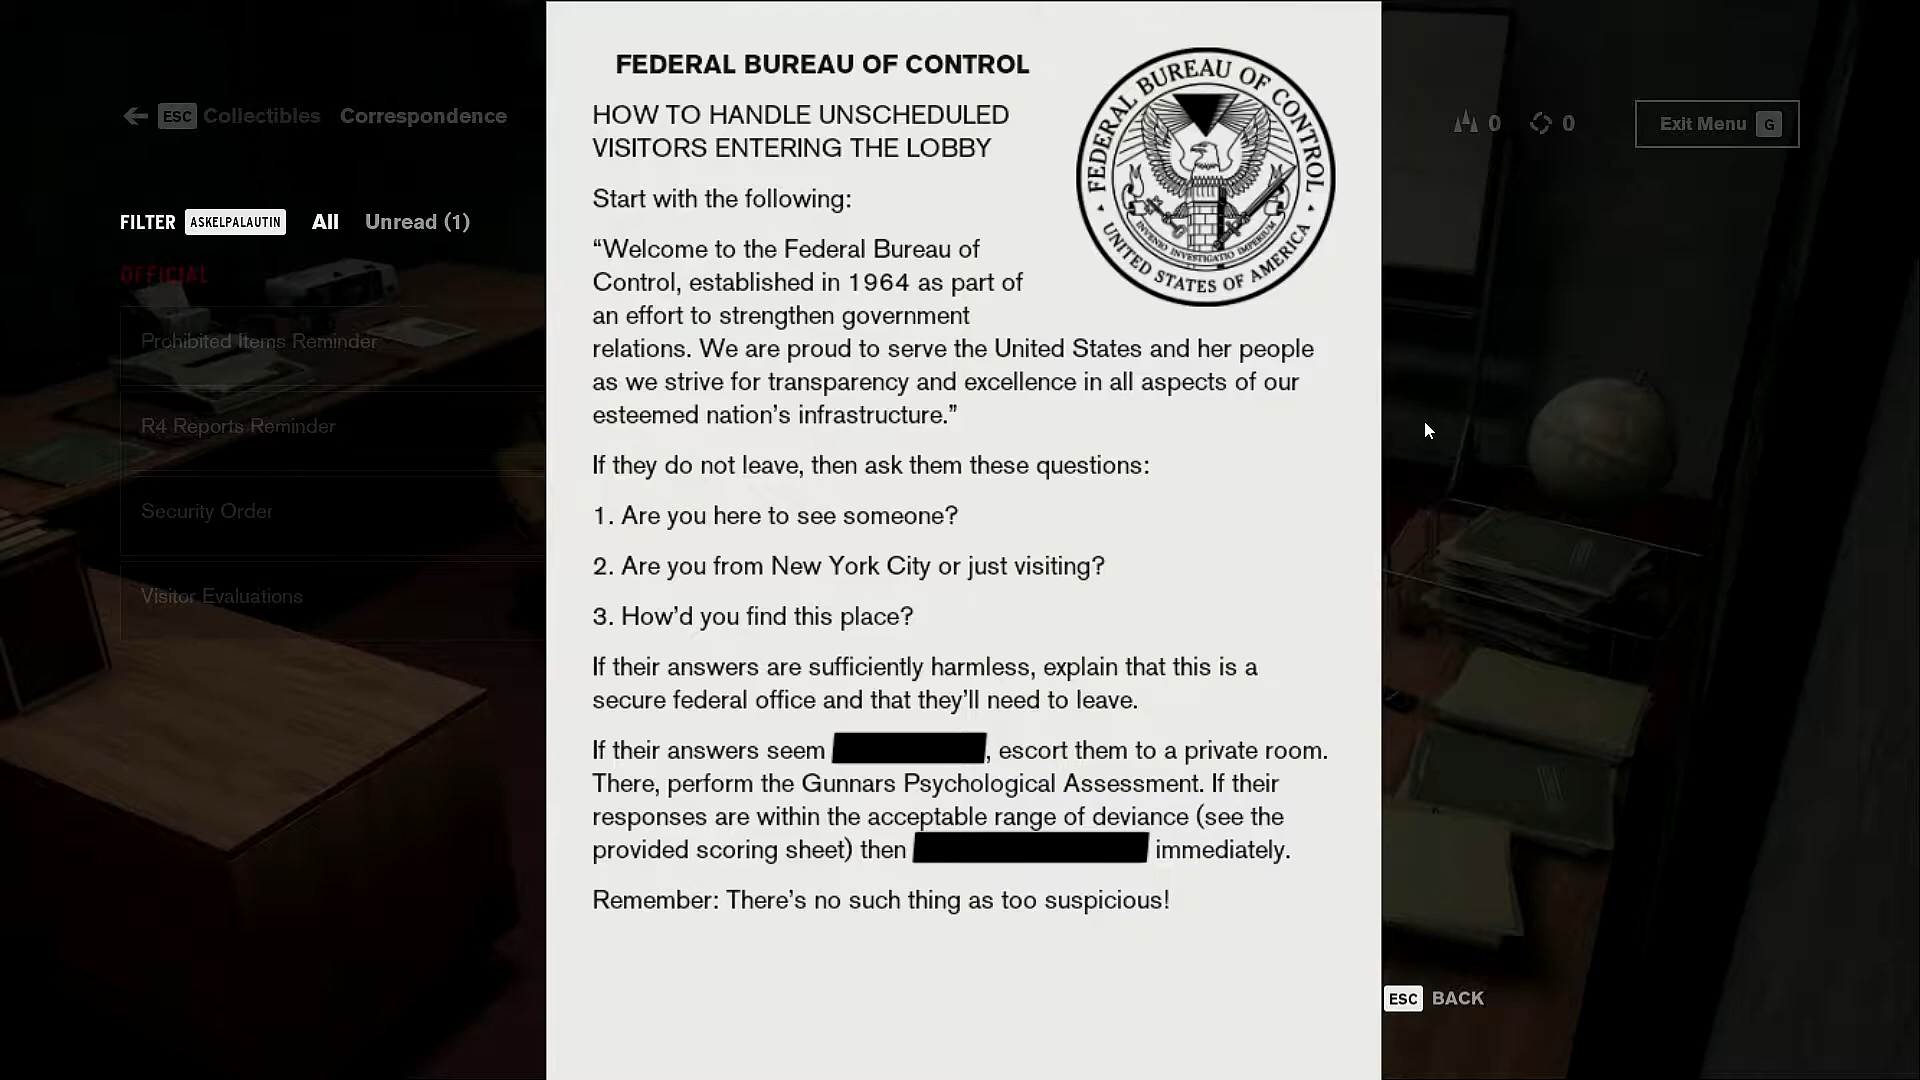 FEDERAL BUREAU OF CONTROL
HOW TO HANDLE UNSCHEDULED
VISITORS ENTERING THE LOBBY
Start with the following:
“Welcome to the Federal Bureau of
Control, established in 1964 as part of
an effort to strengthen government
relations. We are proud to serve the United States and her people
as we strive for transparency and excellence in all aspects of our
esteemed nation’s infrastructure.”
If they do not leave, then ask them these questions:
1. Are you here to see someone?
2. Are you from New York City or just visiting?
3. How’d you find this place?
If their answers are sufficiently harmless, explain that this is a
secure federal office and that they’ll need to leave.
If their answers seem , escort them to a private room.
There, perform the Gunnars Psychological Assessment. If their
responses are within the acceptable range of deviance (see the
provided scoring sheet) then immediately.
Remember: There’s no such thing as too suspicious!
FEDERAL BUREAU OF CONTROL
UNITED STATES OF AMERICA
INVENIO INVESTIGATIO IMPERIUM
ESC Collectibles Correspondence
FILTER ASKELPALAUTIN All Unread (1)
OFFICIAL
Prohibited Items Reminder
R4 Reports Reminder
Security Order
Visitor Evaluations
0 0
Exit Menu G
ESC BACK